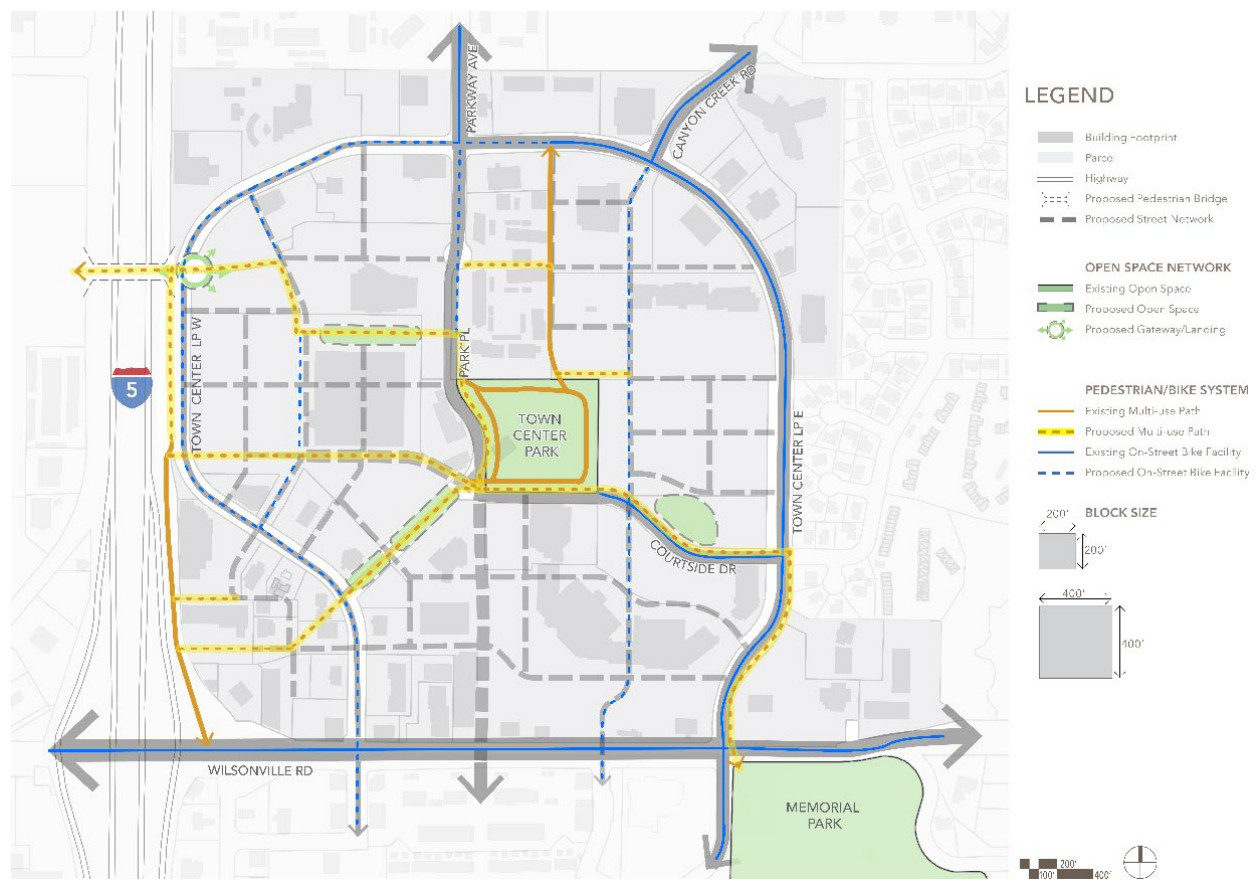 PARKWAY AVE
CANYON CREEK RD
TOWN CENTER LP W
PARK PL
5
TOWN
CENTER
PARK
TOWN CENTER LP E
COURTSIDE DR
WILSONVILLE RD
MEMORIAL
PARK
LEGEND
Building Footprint
Parcel
Highway
Proposed Pedestrian Bridge
Proposed Street Network
OPEN SPACE NETWORK
Existing Open Space
Proposed Open Space
Proposed Gateway/Landing
PEDESTRIAN/BIKE SYSTEM
Existing Multi-use Path
Proposed Multi-use Path
Existing On-Street Bike Facility
Proposed On-Street Bike Facility
BLOCK SIZE
200'
200'
400'
400'
200'
100'
400'